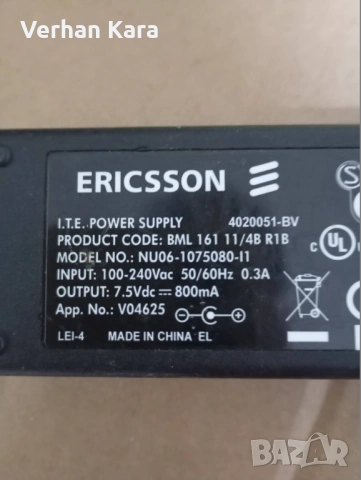 Verhan Kara
ERICSSON
I.T.E. POWER SUPPLY 4020051-BV
PRODUCT CODE: BML 161 11/4B R1B
MODEL NO.: NU06-1075080-I1
INPUT: 100-240Vac 50/60Hz 0.3A
OUTPUT: 7.5Vdc ⎓ 800mA
App. No.: V04625
LEI-4 MADE IN CHINA EL
c UL
BAZAR